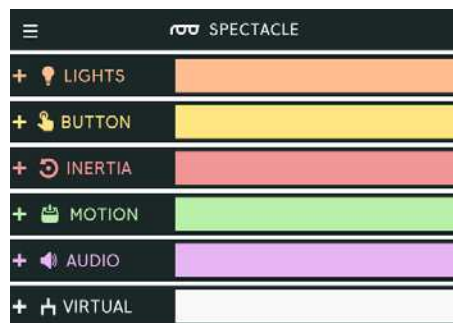 SPECTACLE
+ LIGHTS
+ BUTTON
+ INERTIA
+ MOTION
+ AUDIO
+ VIRTUAL